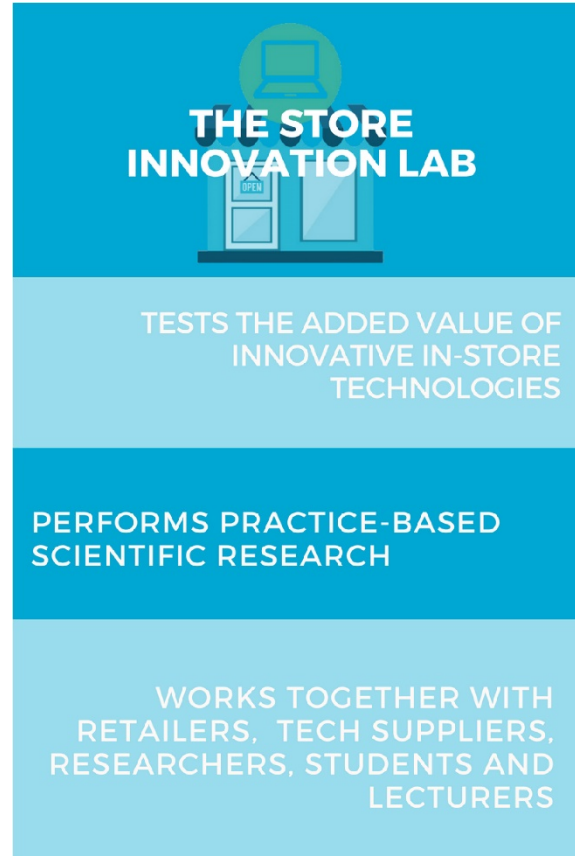 THE STORE
INNOVATION LAB
OPEN
TESTS THE ADDED VALUE OF
INNOVATIVE IN-STORE
TECHNOLOGIES
PERFORMS PRACTICE-BASED
SCIENTIFIC RESEARCH
WORKS TOGETHER WITH
RETAILERS, TECH SUPPLIERS,
RESEARCHERS, STUDENTS AND
LECTURERS